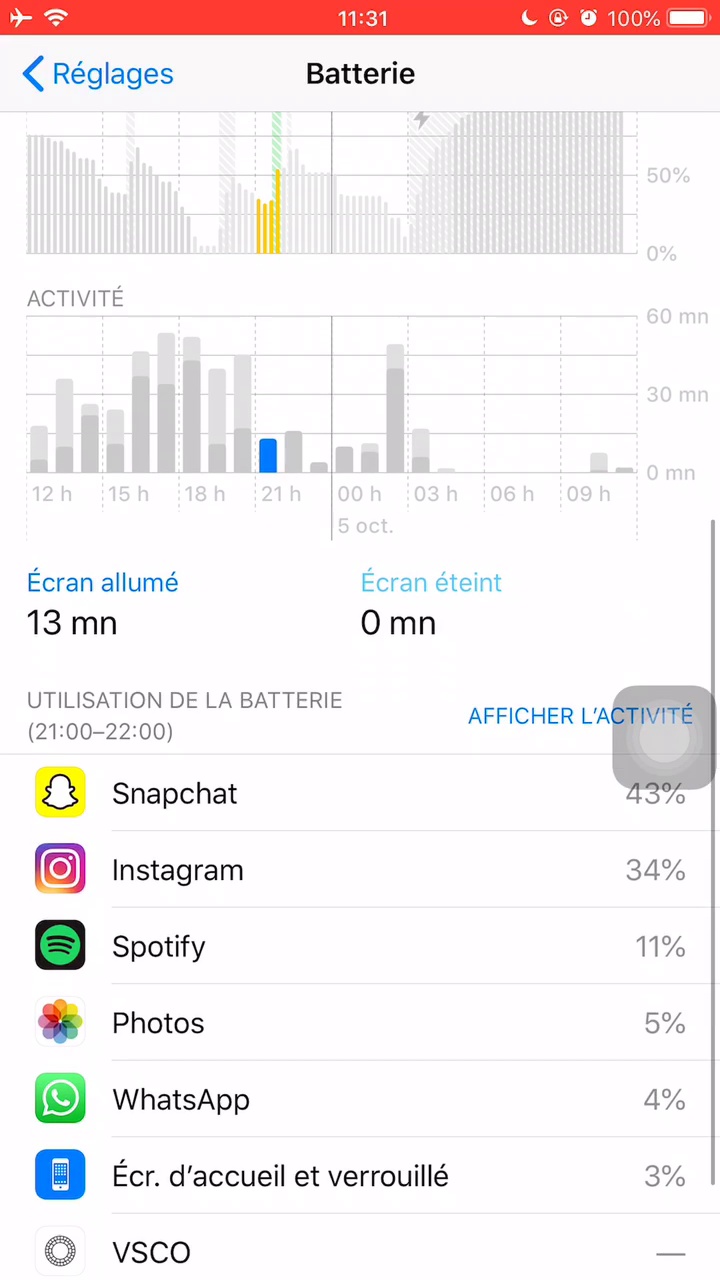 11:31
100%
Réglages
Batterie
50%
0%
ACTIVITÉ
60 mn
30 mn
0 mn
12 h 15 h 18 h 21 h 00 h 03 h 06 h 09 h
5 oct.
Écran allumé
Écran éteint
13 mn
0 mn
UTILISATION DE LA BATTERIE
(21:00–22:00)
AFFICHER L’ACTIVITÉ
Snapchat 43%
Instagram 34%
Spotify 11%
Photos 5%
WhatsApp 4%
Écr. d’accueil et verrouillé 3%
VSCO —